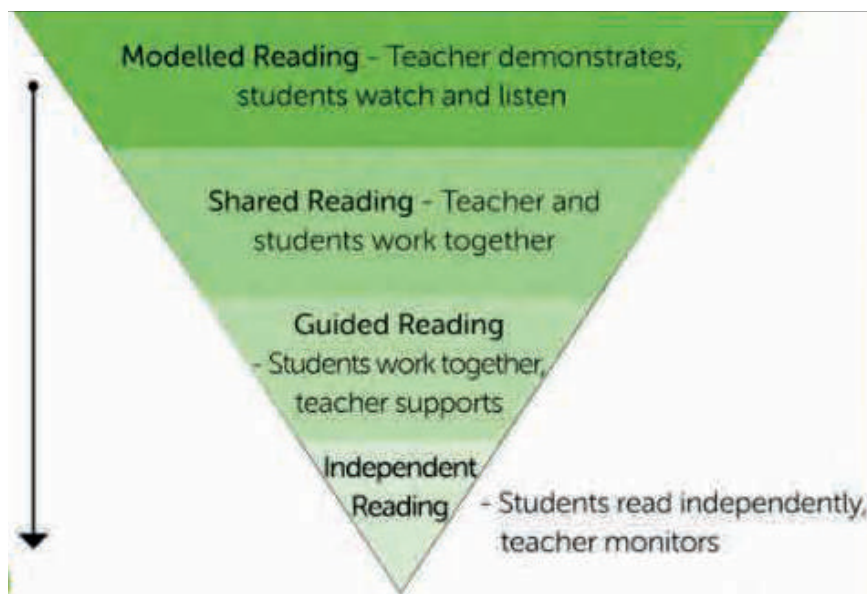 Modelled Reading - Teacher demonstrates,
students watch and listen
Shared Reading - Teacher and
students work together
Guided Reading
- Students work together,
teacher supports
Independent
Reading
- Students read independently,
teacher monitors